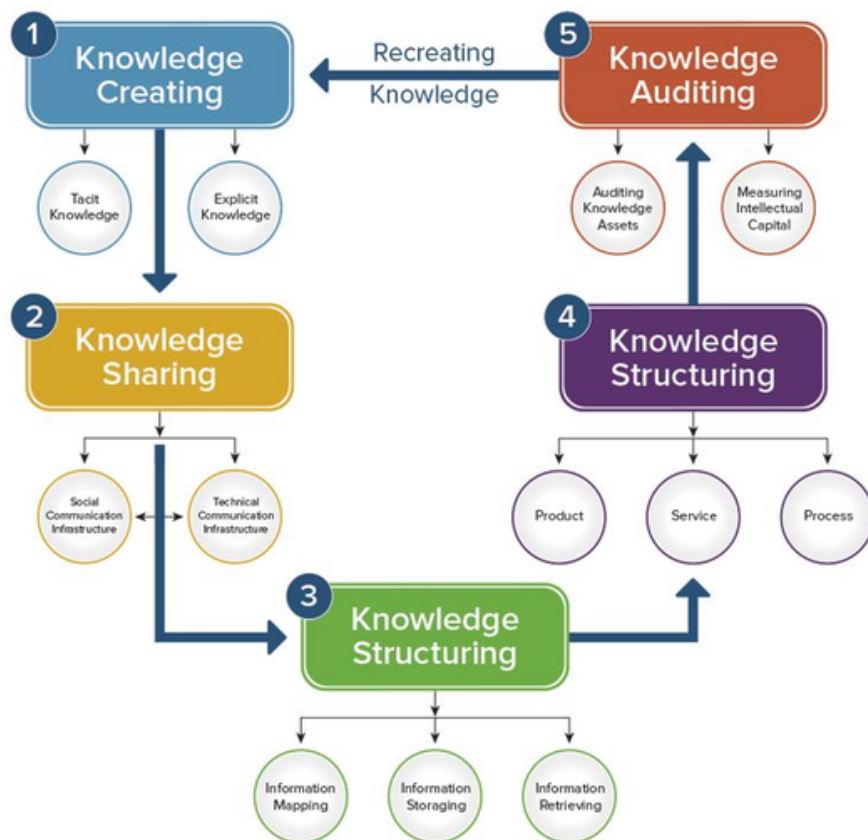 1
Knowledge
Creating
Tacit
Knowledge
Explicit
Knowledge
Recreating
Knowledge
5
Knowledge
Auditing
Auditing
Knowledge
Assets
Measuring
Intellectual
Capital
2
Knowledge
Sharing
Social
Communication
Infrastructure
Technical
Communication
Infrastructure
4
Knowledge
Structuring
Product
Service
Process
3
Knowledge
Structuring
Information
Mapping
Information
Storaging
Information
Retrieving